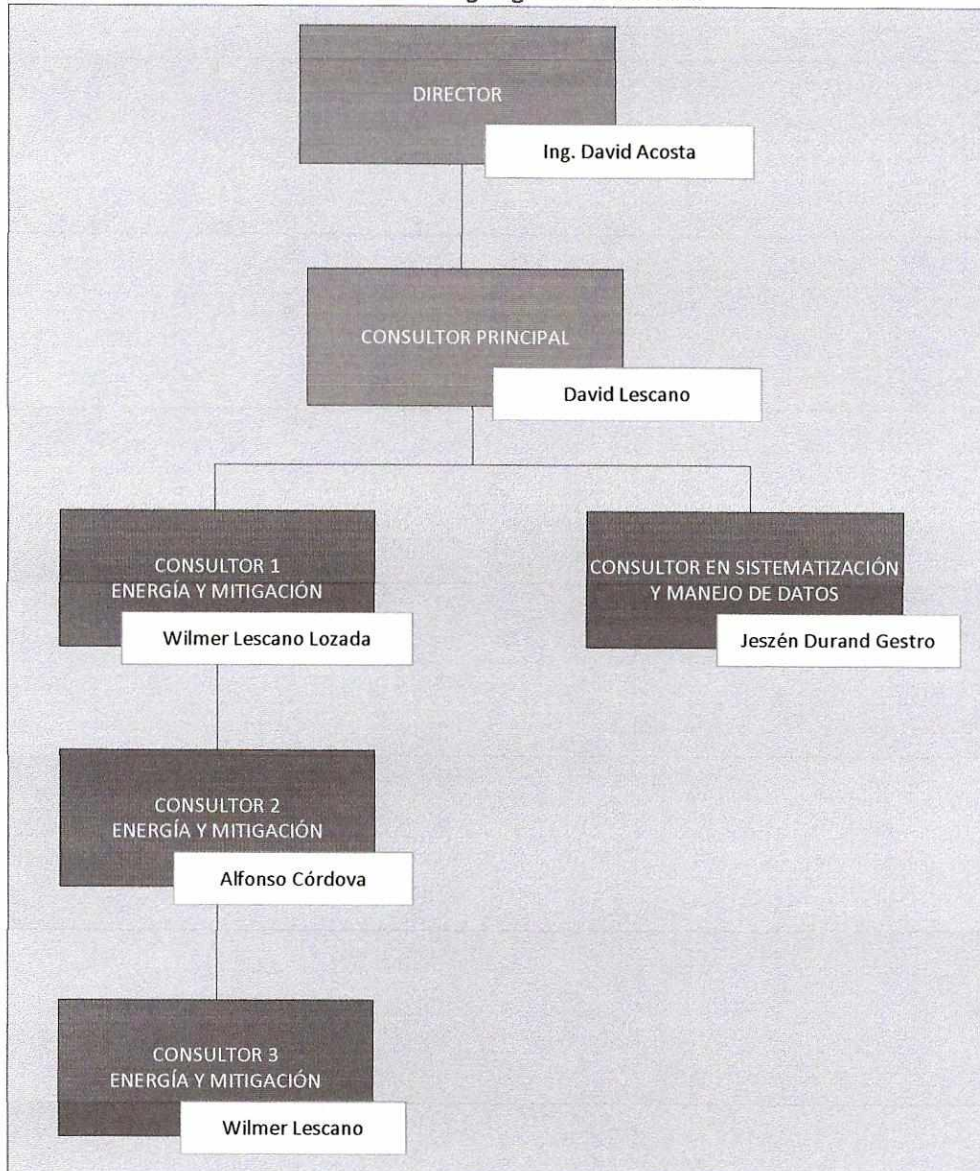 DIRECTOR
Ing. David Acosta
CONSULTOR PRINCIPAL
David Lescano
CONSULTOR 1
ENERGÍA Y MITIGACIÓN
Wilmer Lescano Lozada
CONSULTOR EN SISTEMATIZACIÓN
Y MANEJO DE DATOS
Jeszén Durand Gestro
CONSULTOR 2
ENERGÍA Y MITIGACIÓN
Alfonso Córdova
CONSULTOR 3
ENERGÍA Y MITIGACIÓN
Wilmer Lescano